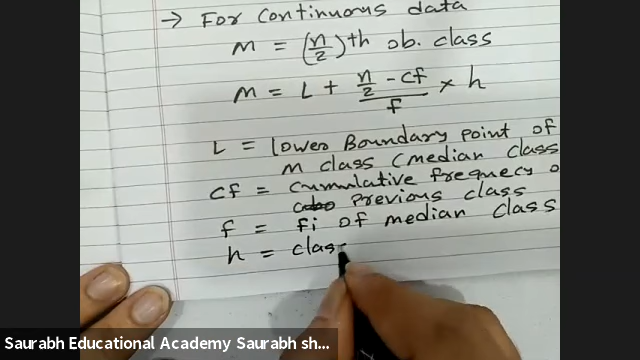 → For continuous data
M = (n/2)th ob. class
M = L + (n/2 - cf)/f × h
L = lower Boundary point of
M class (median class
cf = cumulative frequecy o
Previous class
f = fi of median class
h = clas
Saurabh Educational Academy Saurabh sh...